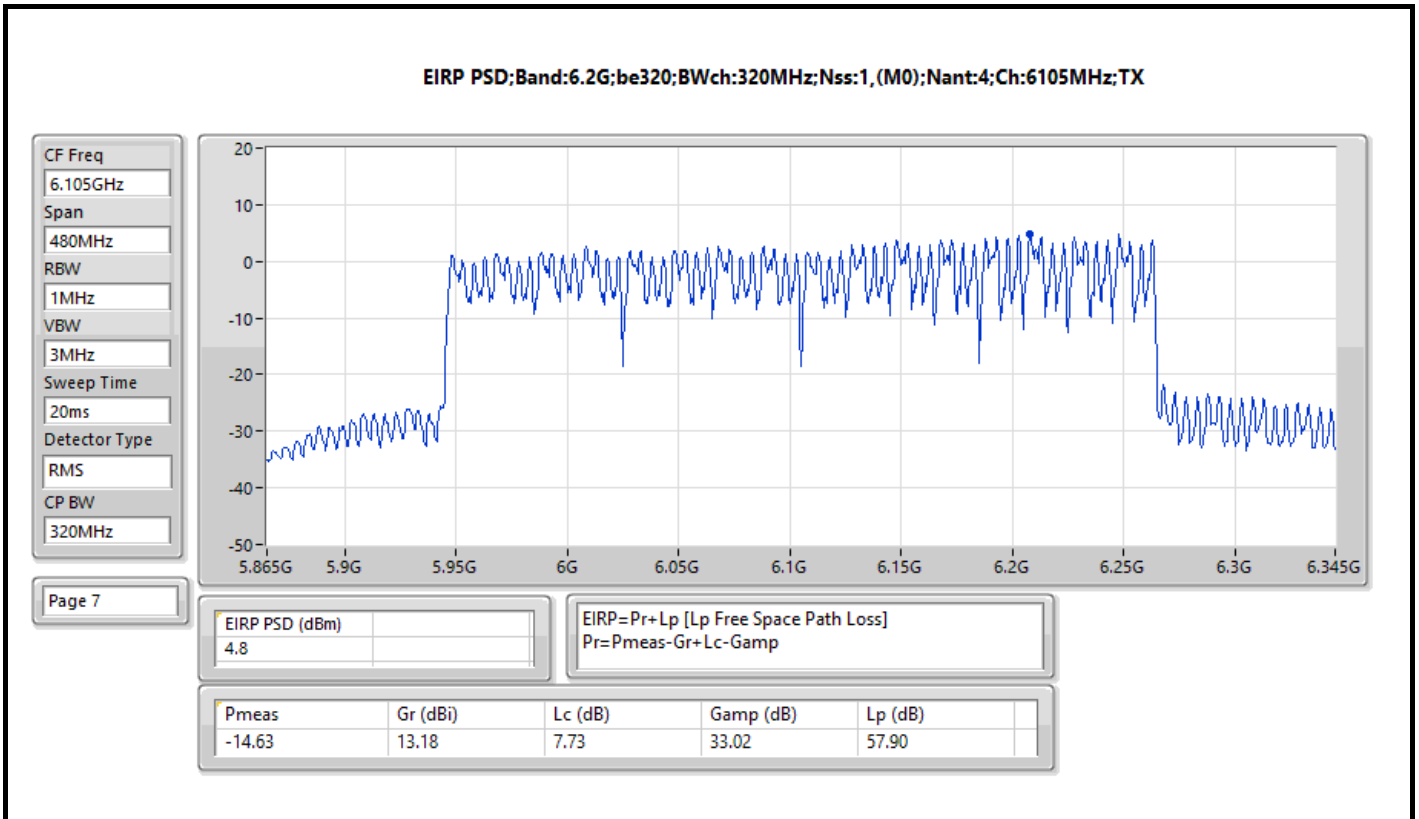 EIRP PSD;Band:6.2G;be320;BWch:320MHz;Nss:1,(M0);Nant:4;Ch:6105MHz;TX
CF Freq
6.105GHz
Span
480MHz
RBW
1MHz
VBW
3MHz
Sweep Time
20ms
Detector Type
RMS
CP BW
320MHz
Page 7
20
10
0
-10
-20
-30
-40
-50
5.865G 5.9G 5.95G 6G 6.05G 6.1G 6.15G 6.2G 6.25G 6.3G 6.345G
EIRP PSD (dBm)
4.8
EIRP=Pr+Lp [Lp Free Space Path Loss]
Pr=Pmeas-Gr+Lc-Gamp
Pmeas Gr (dBi) Lc (dB) Gamp (dB) Lp (dB)
-14.63 13.18 7.73 33.02 57.90